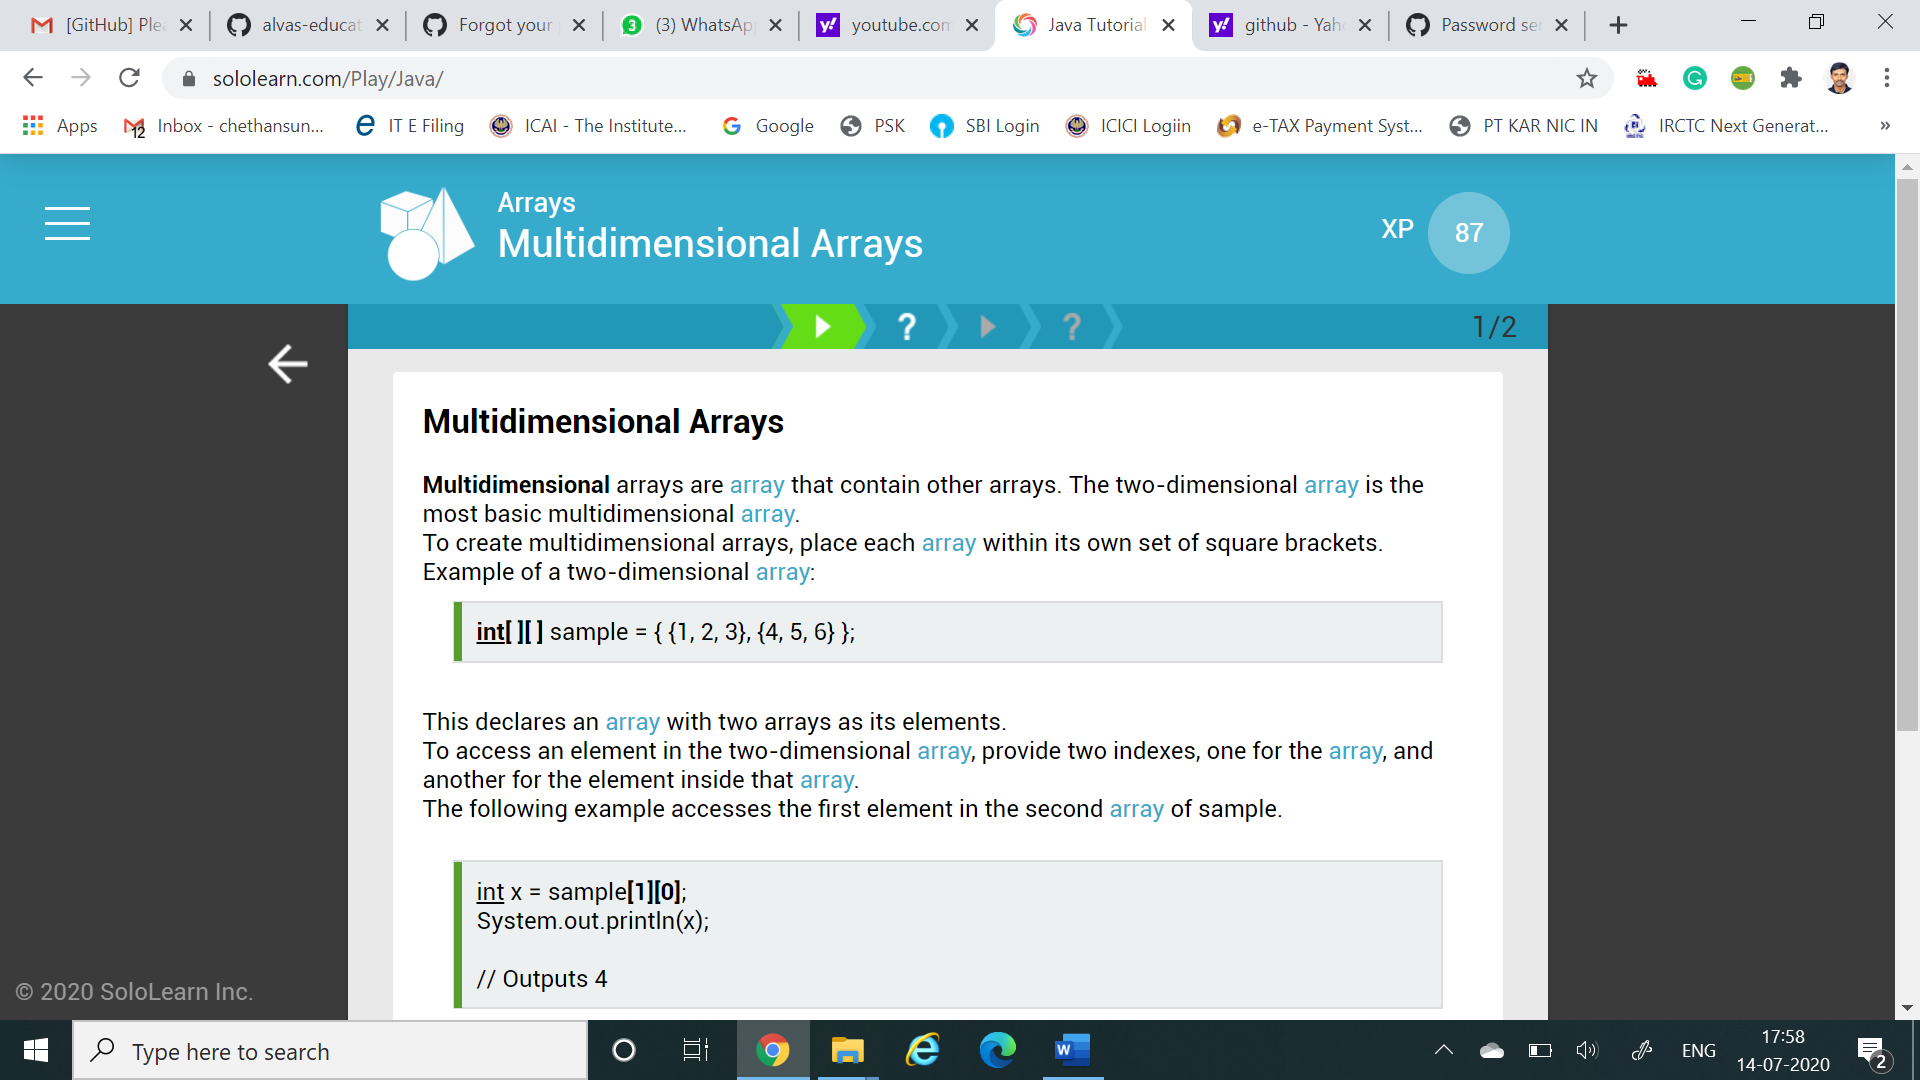 [GitHub] Plea
alvas-educat
Forgot your
(3) WhatsAp
youtube.com
Java Tutorial
github - Yah
Password se
sololearn.com/Play/Java/
Apps
Inbox - chethansun...
IT E Filing
ICAI - The Institute...
Google
PSK
SBI Login
ICICI Logiin
e-TAX Payment Syst...
PT KAR NIC IN
IRCTC Next Generat...
»
Arrays
Multidimensional Arrays
XP 87
? ? 1/2
Multidimensional Arrays
Multidimensional arrays are array that contain other arrays. The two-dimensional array is the
most basic multidimensional array.
To create multidimensional arrays, place each array within its own set of square brackets.
Example of a two-dimensional array:
int[ ][ ] sample = { {1, 2, 3}, {4, 5, 6} };
This declares an array with two arrays as its elements.
To access an element in the two-dimensional array, provide two indexes, one for the array, and
another for the element inside that array.
The following example accesses the first element in the second array of sample.
int x = sample[1][0];
System.out.println(x);
// Outputs 4
© 2020 SoloLearn Inc.
Type here to search
ENG
17:58
14-07-2020
2